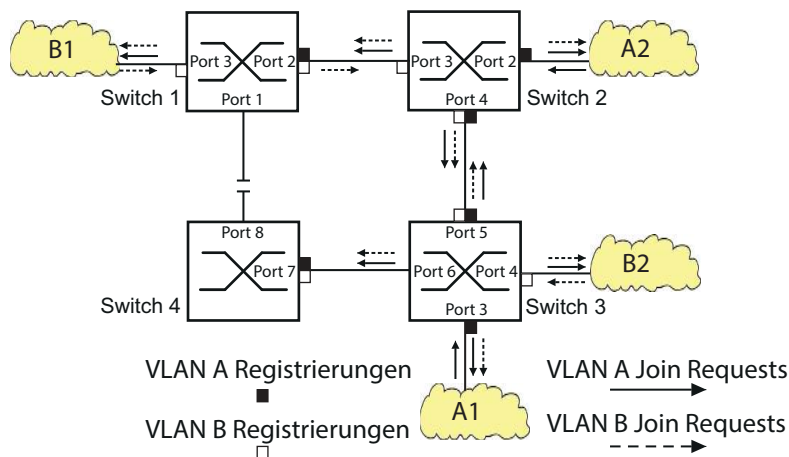 B1
Port 3
Port 2
Port 1
Switch 1
Port 3
Port 2
Port 4
Switch 2
A2
Port 8
Port 7
Switch 4
Port 5
Port 6
Port 4
Port 3
Switch 3
B2
VLAN A Registrierungen
VLAN B Registrierungen
A1
VLAN A Join Requests
VLAN B Join Requests